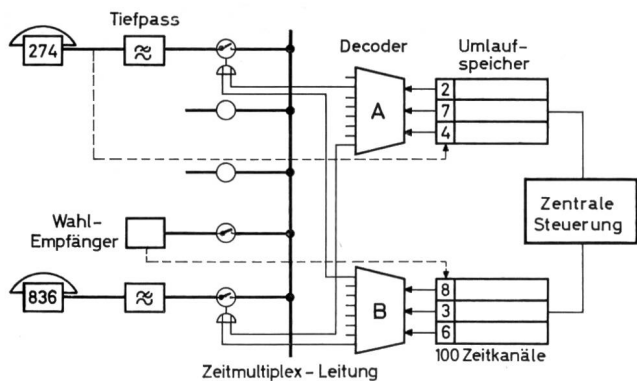 Tiefpass
274
Decoder
Umlauf-
speicher
A
2
7
4
Zentrale
Steuerung
Wahl-
Empfänger
836
B
8
3
6
Zeitmultiplex-Leitung
100 Zeitkanäle